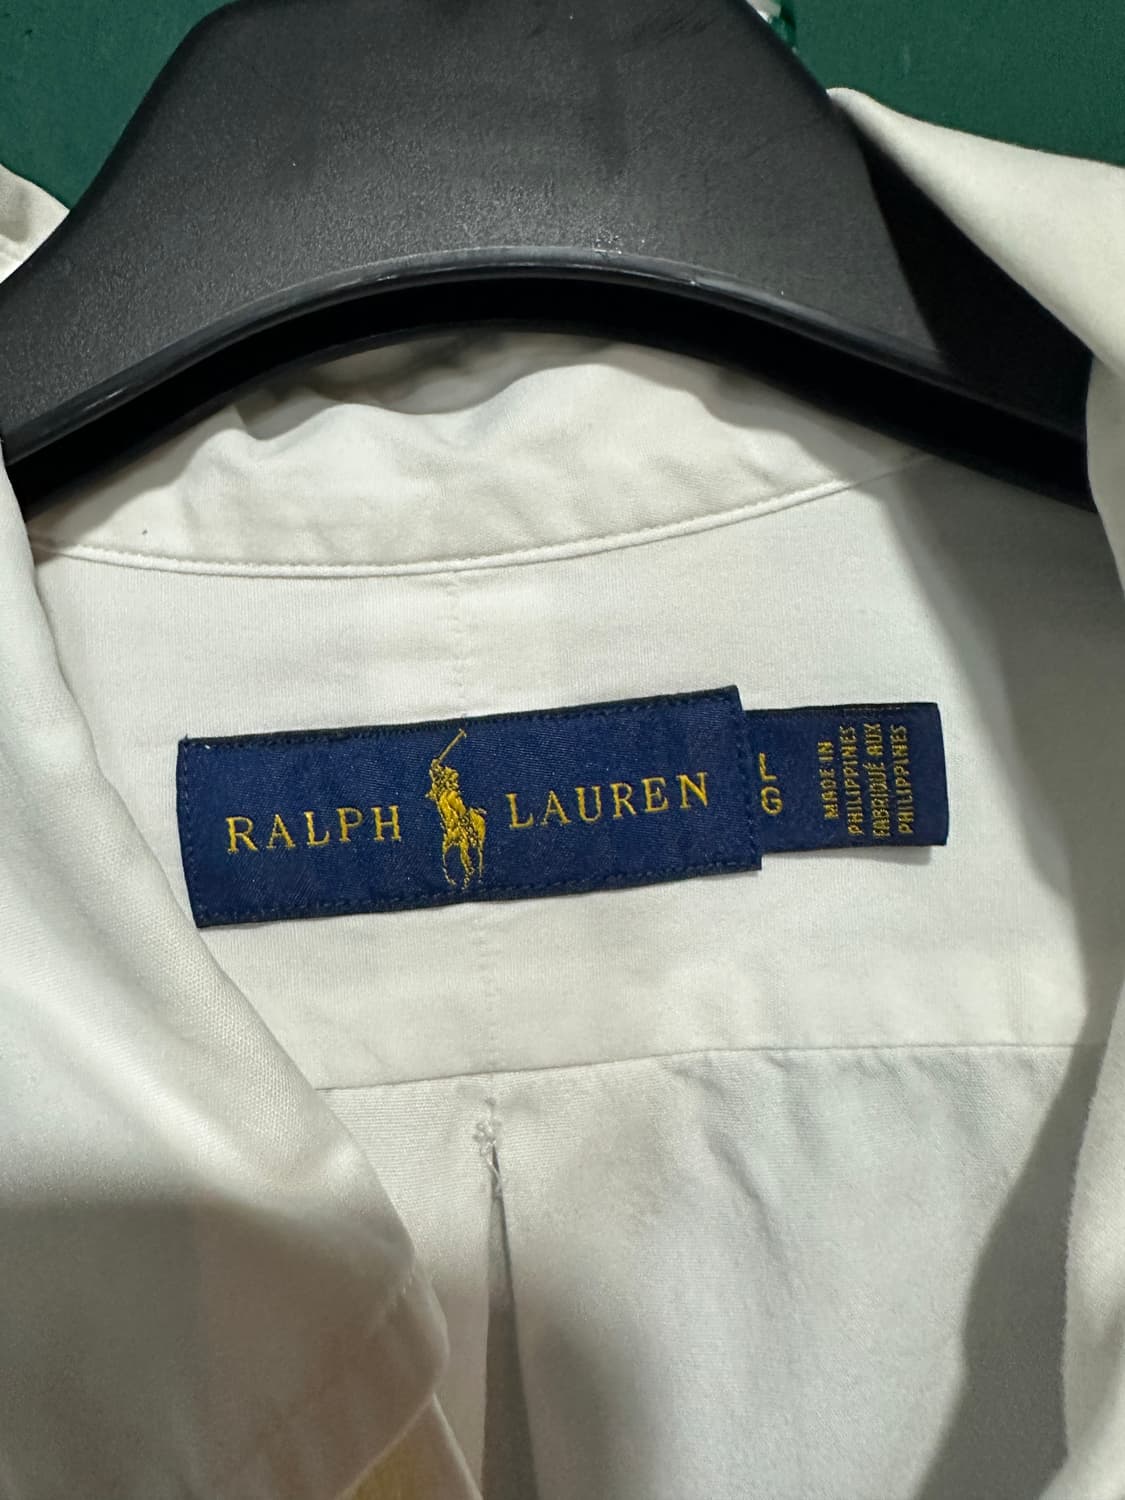 RALPH LAUREN
L
G
MADE IN
PHILIPPINES
FABRIQUÉ AUX
PHILIPPINES